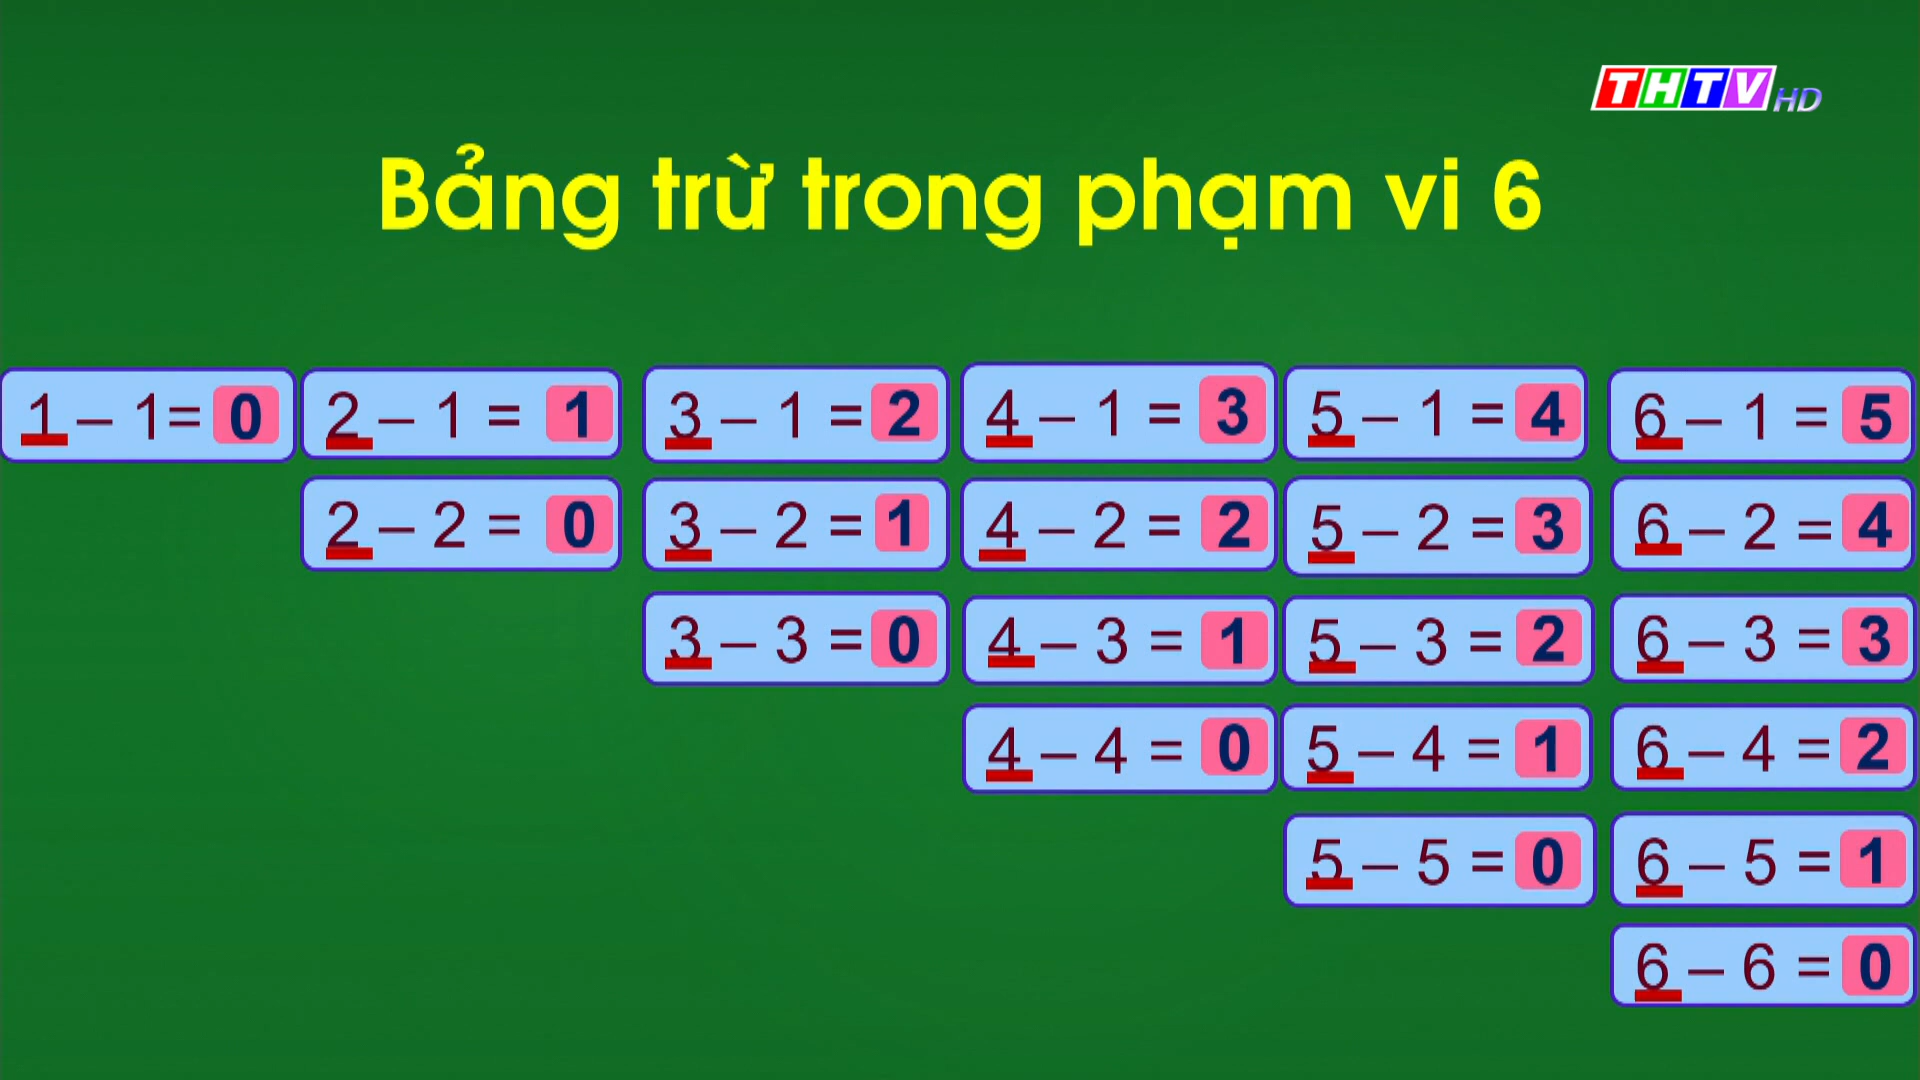 THTV HD
Bảng trừ trong phạm vi 6
1 – 1= 0 2 – 1 = 1 3 – 1 = 2 4 – 1 = 3 5 – 1 = 4 6 – 1 = 5
2 – 2 = 0 3 – 2 = 1 4 – 2 = 2 5 – 2 = 3 6 – 2 = 4
3 – 3 = 0 4 – 3 = 1 5 – 3 = 2 6 – 3 = 3
4 – 4 = 0 5 – 4 = 1 6 – 4 = 2
5 – 5 = 0 6 – 5 = 1
6 – 6 = 0